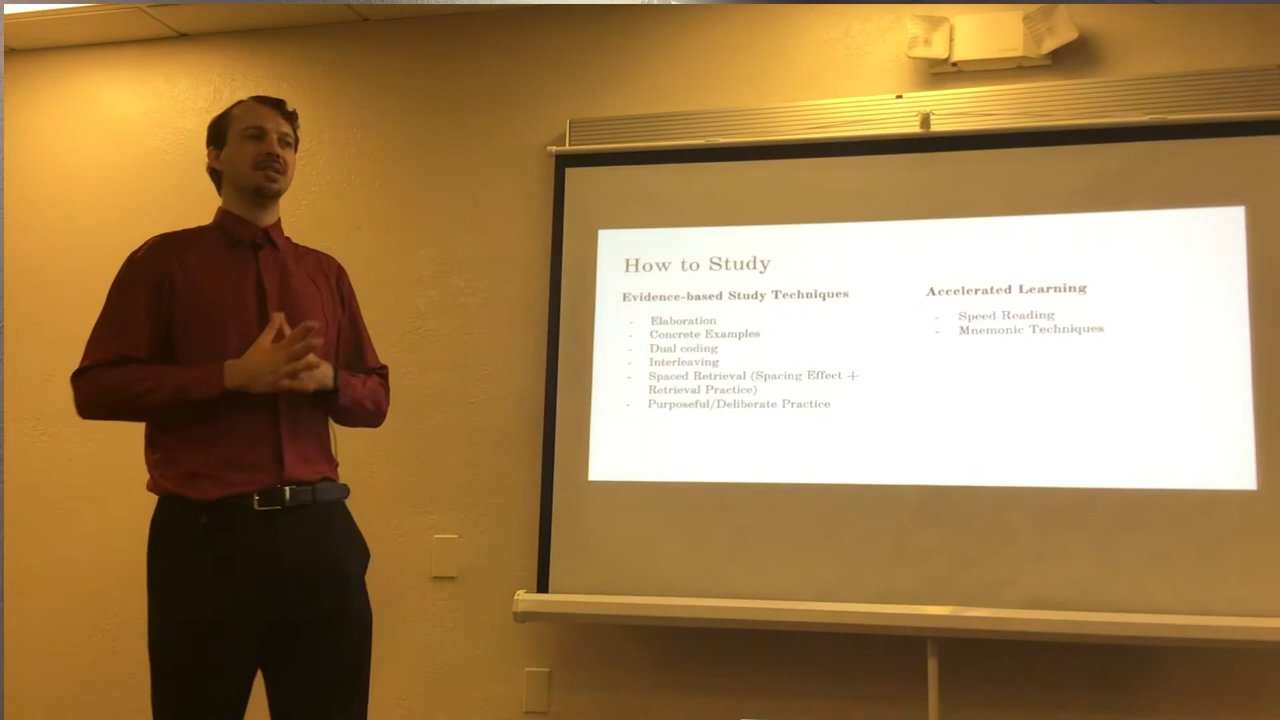 How to Study
Evidence-based Study Techniques
- Elaboration
- Concrete Examples
- Dual coding
- Interleaving
- Spaced Retrieval (Spacing Effect +
Retrieval Practice)
- Purposeful/Deliberate Practice
Accelerated Learning
- Speed Reading
- Mnemonic Techniques